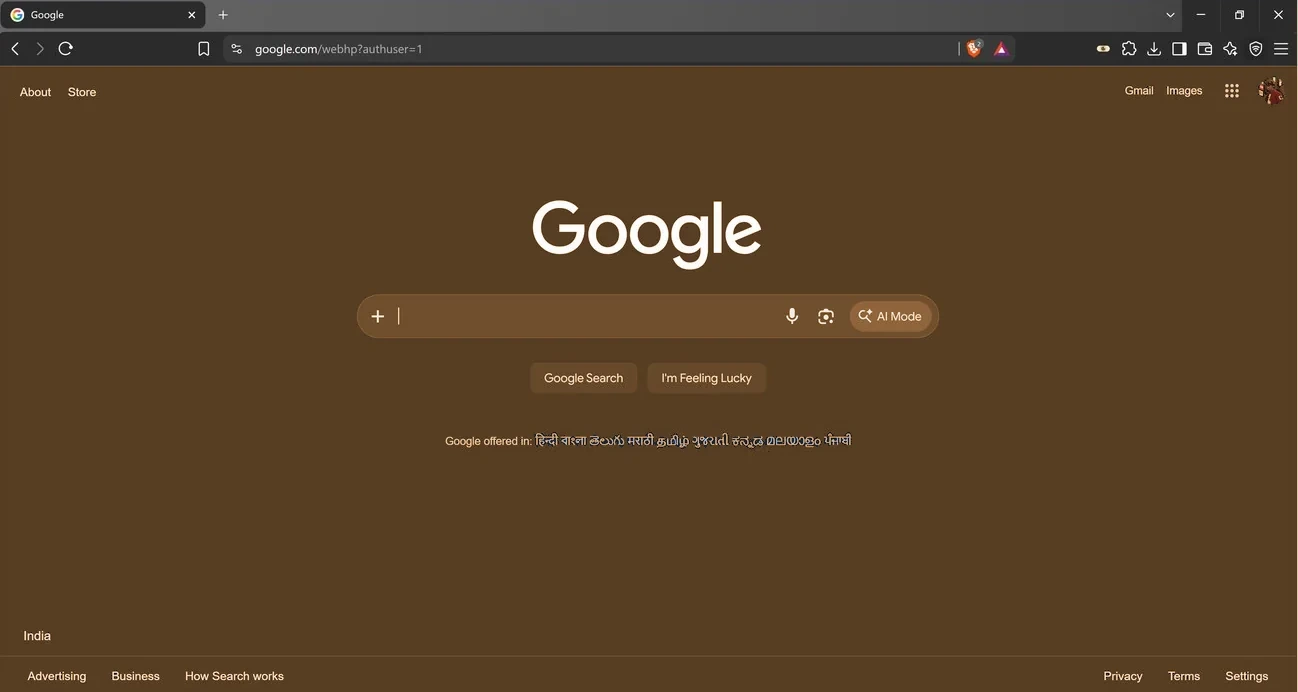 Google
google.com/webhp?authuser=1
2
About Store
Gmail Images
Google
AI Mode
Google Search I'm Feeling Lucky
Google offered in: हिन्दी বাংলা తెలుగు मराठी தமிழ் ગુજરાતી ಕನ್ನಡ മലയാളം ਪੰਜਾਬੀ
India
Advertising Business How Search works
Privacy Terms Settings